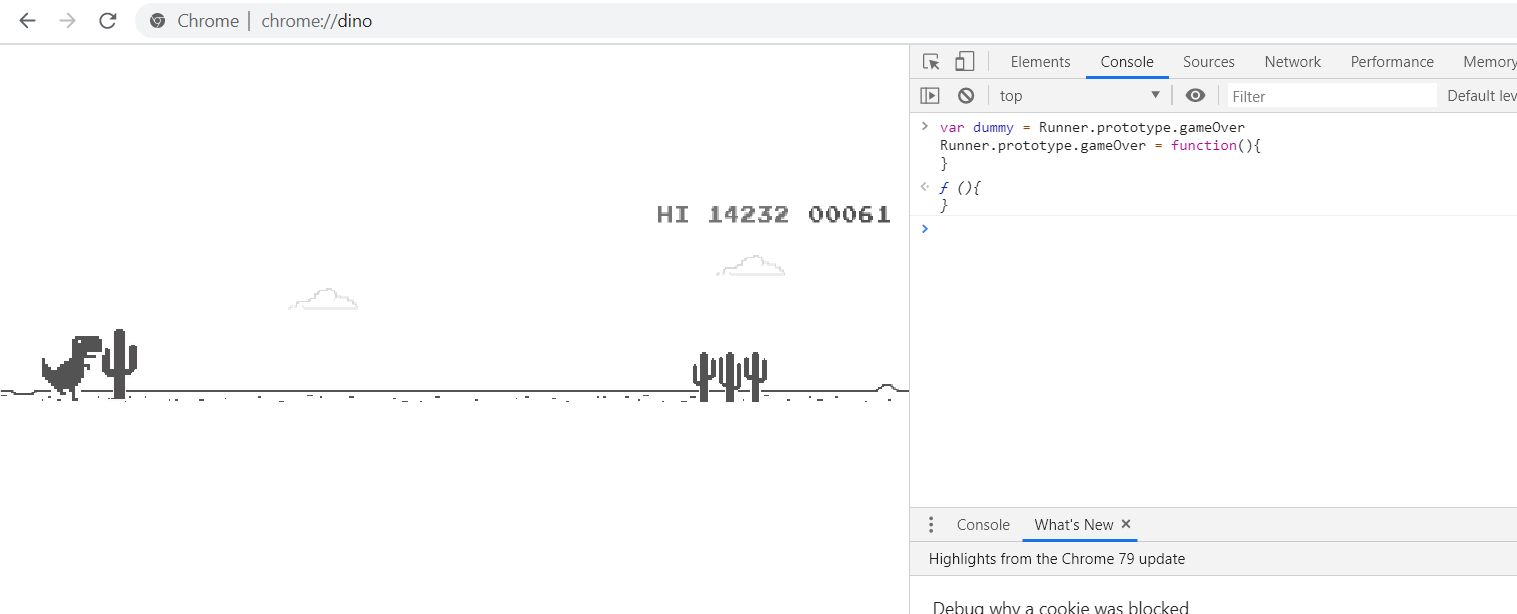 Chrome | chrome://dino
Elements Console Sources Network Performance Memory
top Filter Default lev
HI 14232 00061
> var dummy = Runner.prototype.gameOver
Runner.prototype.gameOver = function(){
}
ƒ (){
}
>
Console What's New ×
Highlights from the Chrome 79 update
Debug why a cookie was blocked